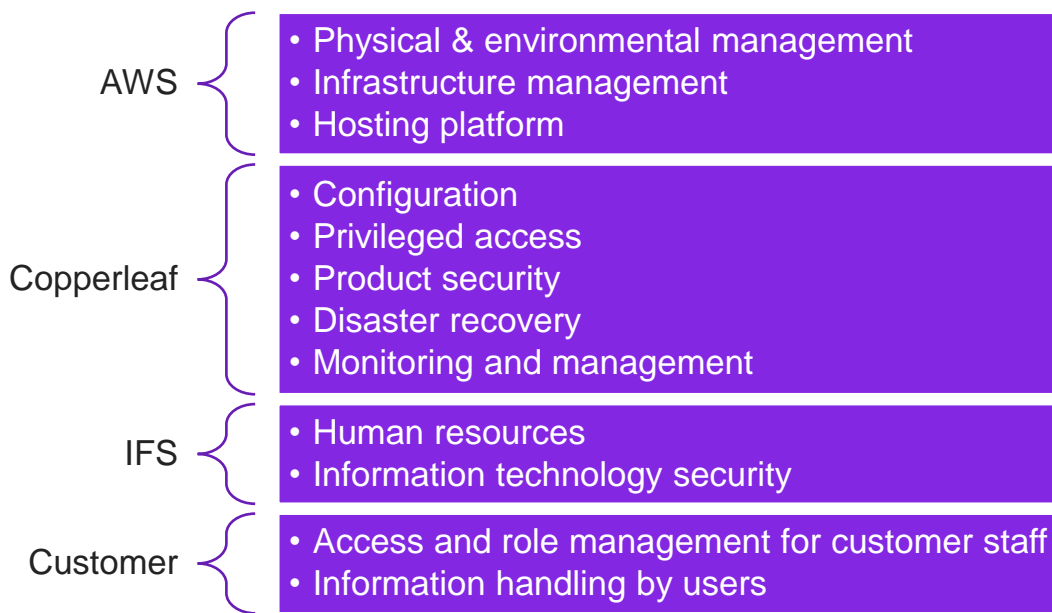 AWS
• Physical & environmental management
• Infrastructure management
• Hosting platform
Copperleaf
• Configuration
• Privileged access
• Product security
• Disaster recovery
• Monitoring and management
IFS
• Human resources
• Information technology security
Customer
• Access and role management for customer staff
• Information handling by users